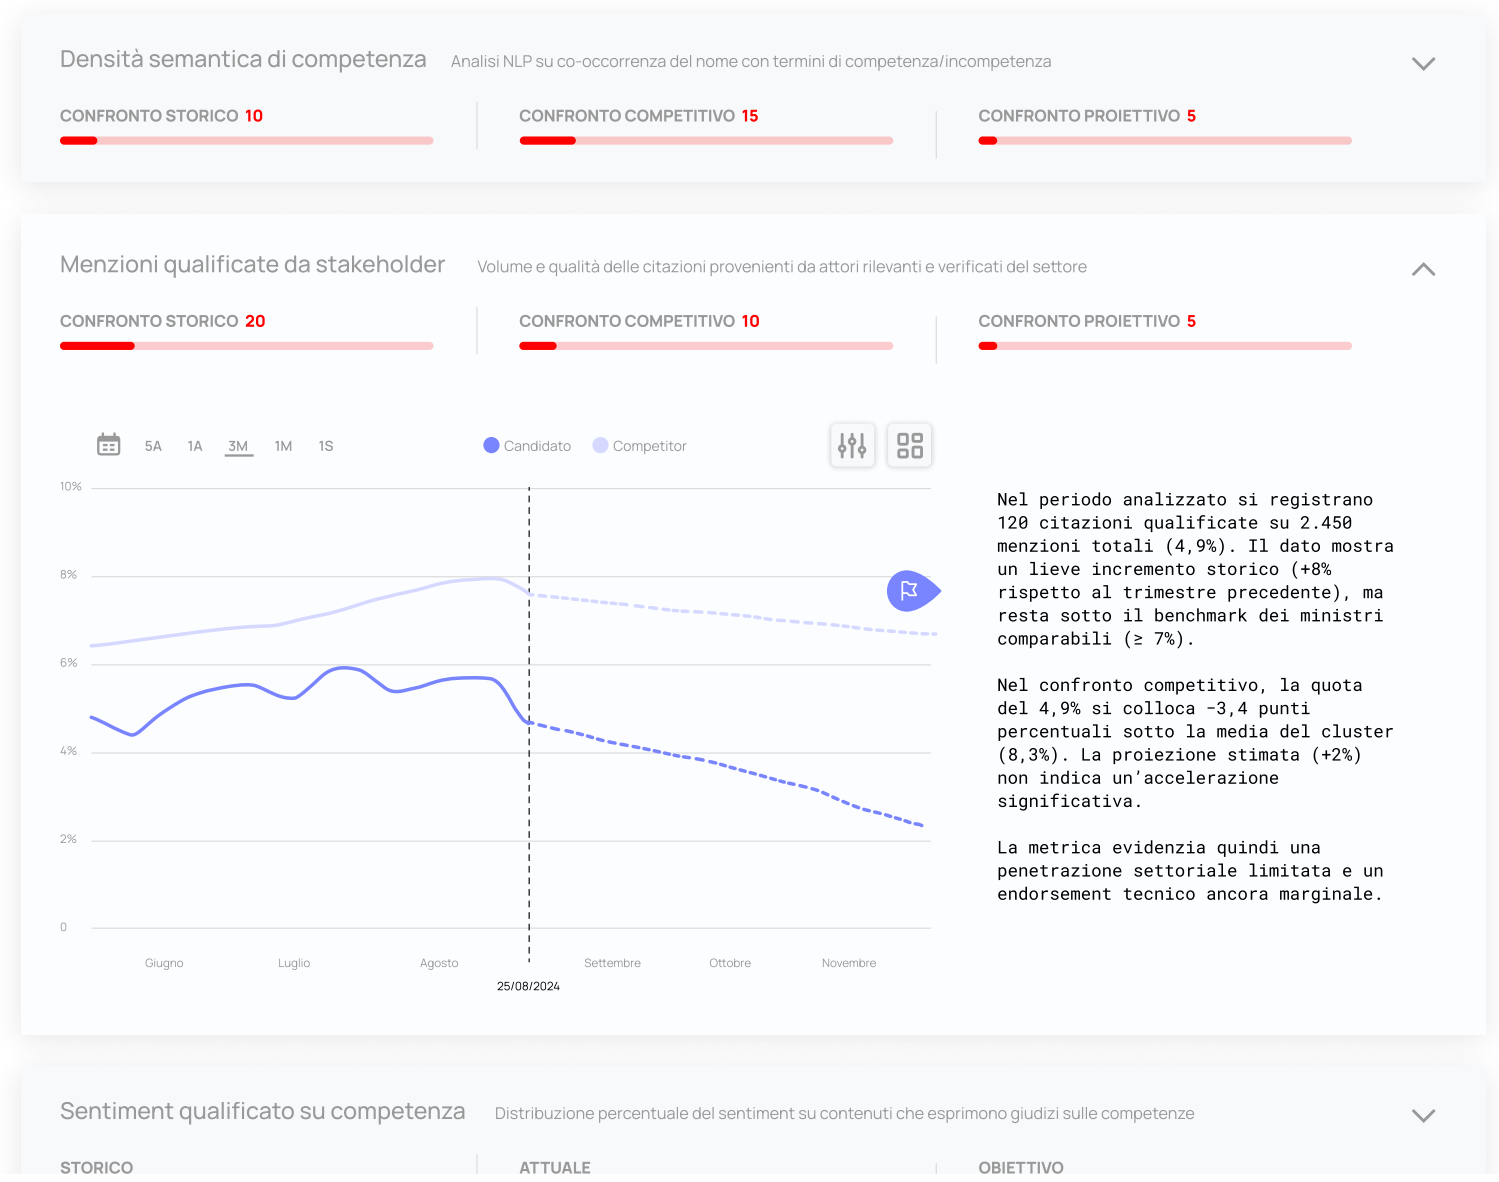 Densità semantica di competenza Analisi NLP su co-occorrenza del nome con termini di competenza/incompetenza
CONFRONTO STORICO 10 CONFRONTO COMPETITIVO 15 CONFRONTO PROIETTIVO 5
Menzioni qualificate da stakeholder Volume e qualità delle citazioni provenienti da attori rilevanti e verificati del settore
CONFRONTO STORICO 20 CONFRONTO COMPETITIVO 10 CONFRONTO PROIETTIVO 5
5A 1A 3M 1M 1S Candidato Competitor
10%
8%
6%
4%
2%
0
Giugno Luglio Agosto Settembre Ottobre Novembre
25/08/2024
Nel periodo analizzato si registrano
120 citazioni qualificate su 2.450
menzioni totali (4,9%). Il dato mostra
un lieve incremento storico (+8%
rispetto al trimestre precedente), ma
resta sotto il benchmark dei ministri
comparabili (≥ 7%).
Nel confronto competitivo, la quota
del 4,9% si colloca −3,4 punti
percentuali sotto la media del cluster
(8,3%). La proiezione stimata (+2%)
non indica un’accelerazione
significativa.
La metrica evidenzia quindi una
penetrazione settoriale limitata e un
endorsement tecnico ancora marginale.
Sentiment qualificato su competenza Distribuzione percentuale del sentiment su contenuti che esprimono giudizi sulle competenze
STORICO ATTUALE OBIETTIVO